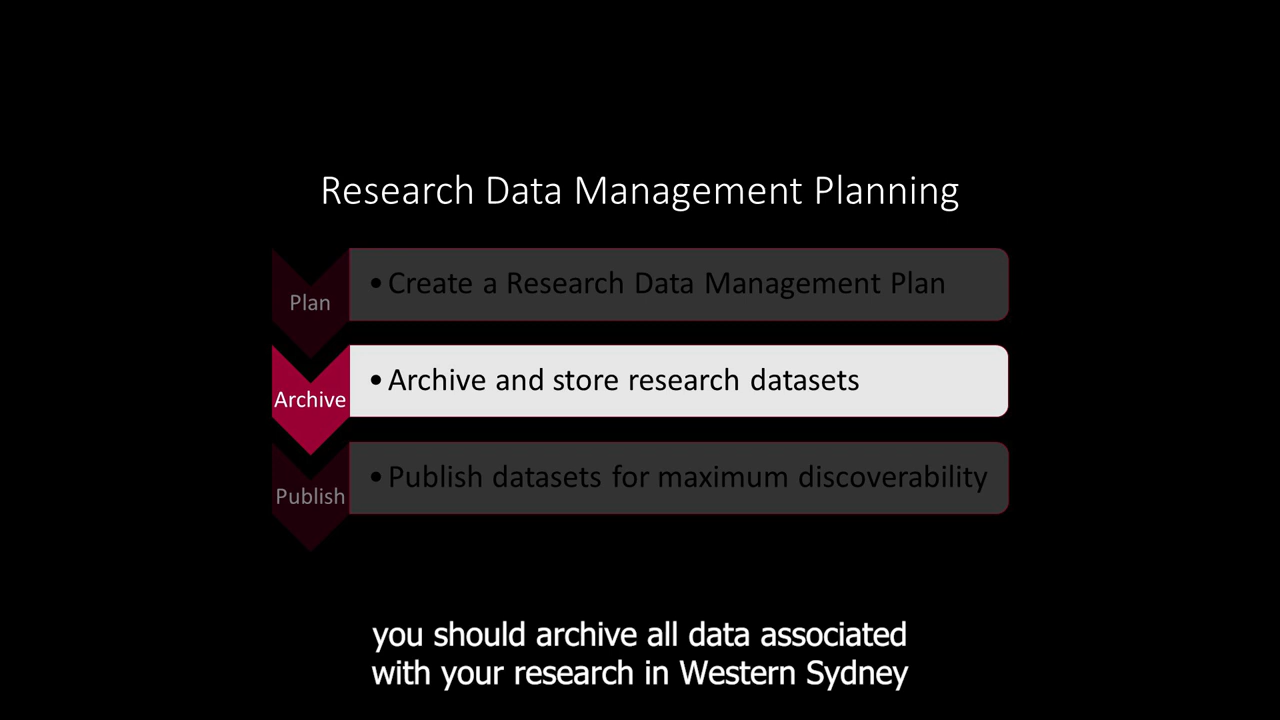 Research Data Management Planning
Plan
• Create a Research Data Management Plan
Archive
• Archive and store research datasets
Publish
• Publish datasets for maximum discoverability
you should archive all data associated
with your research in Western Sydney